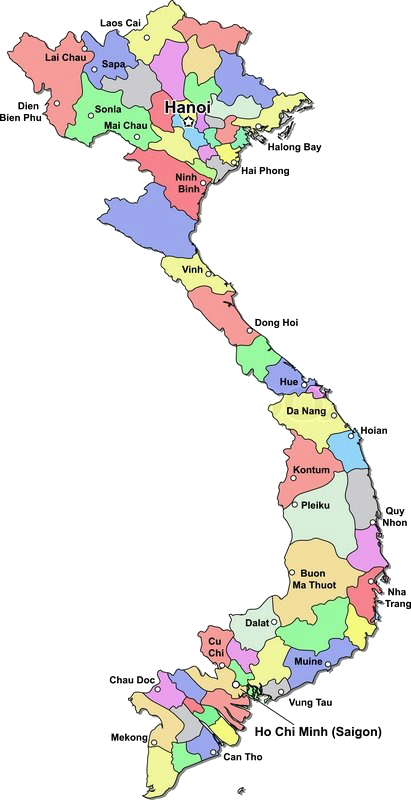 Laos Cai
Lai Chau
Sapa
Hanoi
Dien
Bien Phu
Sonla
Mai Chau
Halong Bay
Hai Phong
Ninh
Binh
Vinh
Dong Hoi
Hue
Da Nang
Hoian
Kontum
Pleiku
Quy
Nhon
Buon
Ma Thuot
Nha
Trang
Dalat
Cu
Chi
Muine
Chau Doc
Vung Tau
Ho Chi Minh (Saigon)
Mekong
Can Tho